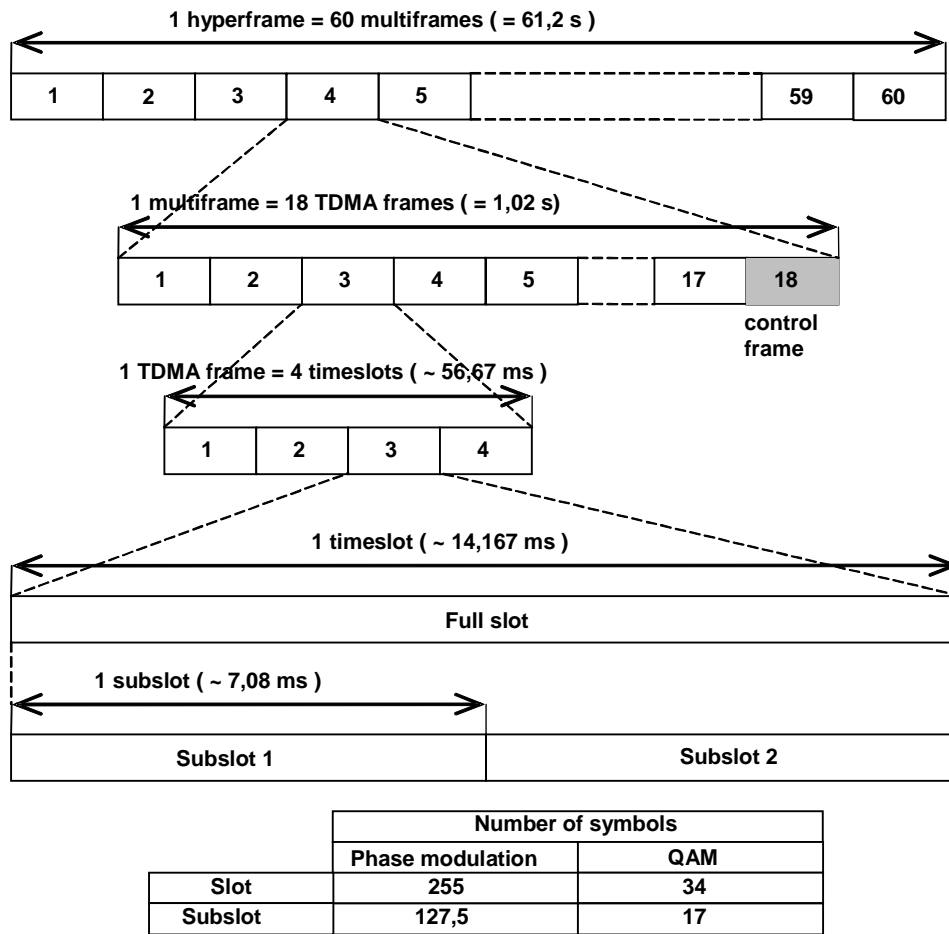 1 hyperframe = 60 multiframes ( = 61,2 s )
1 2 3 4 5 59 60
1 multiframe = 18 TDMA frames ( = 1,02 s)
1 2 3 4 5 17 18
control
frame
1 TDMA frame = 4 timeslots ( ~ 56,67 ms )
1 2 3 4
1 timeslot ( ~ 14,167 ms )
Full slot
1 subslot ( ~ 7,08 ms )
Subslot 1 Subslot 2
Number of symbols
Phase modulation QAM
Slot 255 34
Subslot 127,5 17